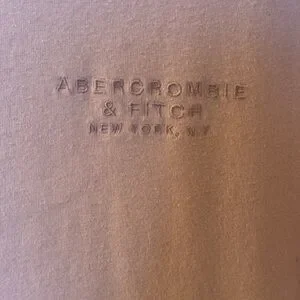 ABERCROMBIE
& FITCH
NEW YORK, N.Y.